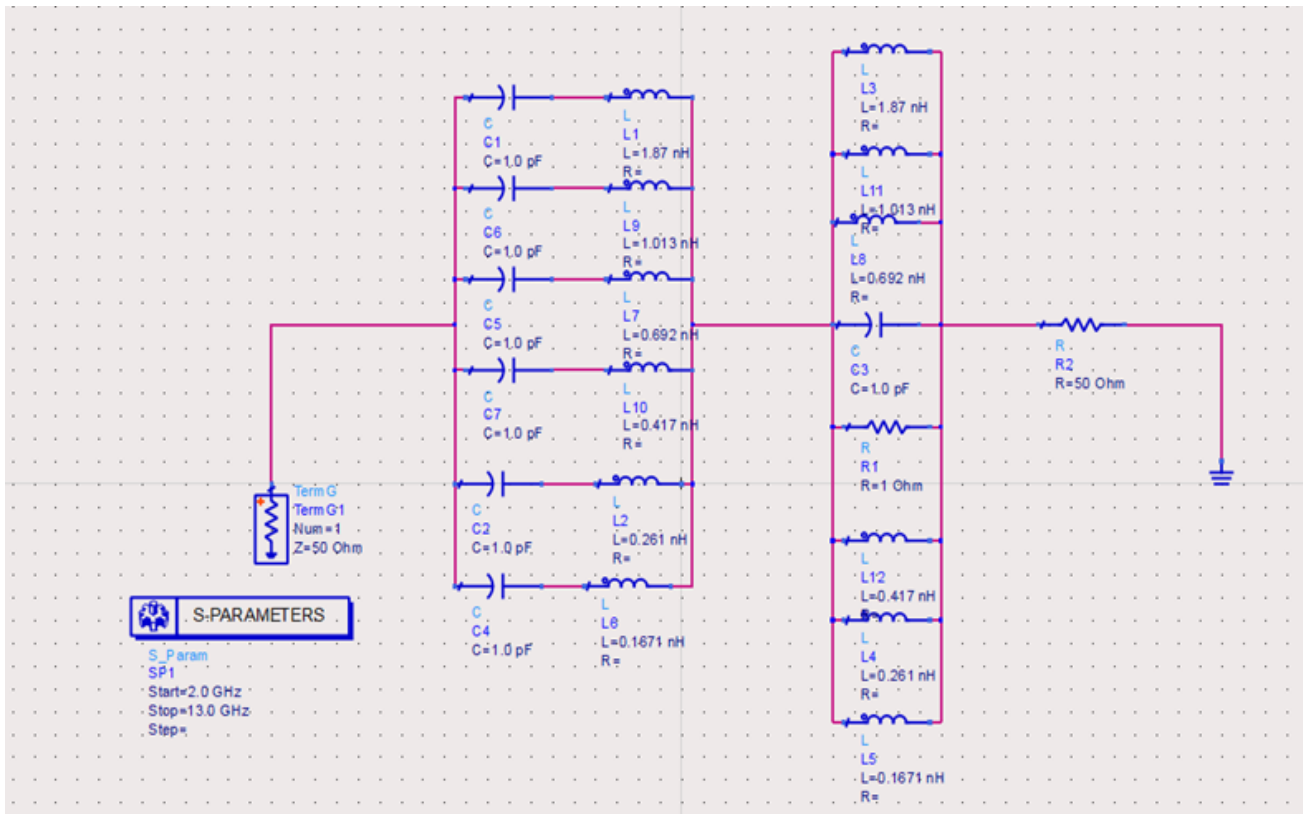 C
C1
C=1.0 pF
L
L1
L=1.87 nH
R=
C
C6
C=1.0 pF
L
L9
L=1.013 nH
R=
C
C5
C=1.0 pF
L
L7
L=0.692 nH
R=
C
C7
C=1.0 pF
L
L10
L=0.417 nH
R=
C
C2
C=1.0 pF
L
L2
L=0.261 nH
R=
C
C4
C=1.0 pF
L
L6
L=0.1671 nH
R=
L
L3
L=1.87 nH
R=
L
L11
L=1.013 nH
R=
L
L8
L=0.692 nH
R=
C
C3
C=1.0 pF
R
R1
R=1 Ohm
L
L12
L=0.417 nH
R=
L
L4
L=0.261 nH
R=
L
L5
L=0.1671 nH
R=
R
R2
R=50 Ohm
TermG
TermG1
Num=1
Z=50 Ohm
S-PARAMETERS
S_Param
SP1
Start=2.0 GHz
Stop=13.0 GHz
Step=